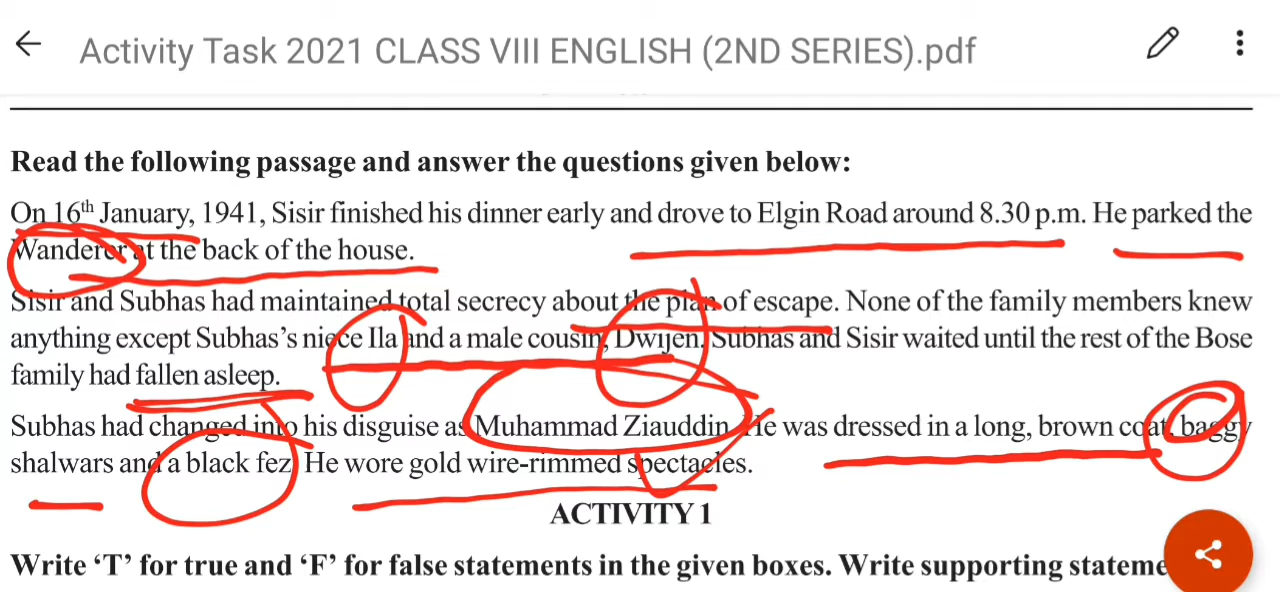 Activity Task 2021 CLASS VIII ENGLISH (2ND SERIES).pdf
Read the following passage and answer the questions given below:
On 16th January, 1941, Sisir finished his dinner early and drove to Elgin Road around 8.30 p.m. He parked the
Wanderer at the back of the house.
Sisir and Subhas had maintained total secrecy about the plan of escape. None of the family members knew
anything except Subhas's niece Ila and a male cousin, Dwijen. Subhas and Sisir waited until the rest of the Bose
family had fallen asleep.
Subhas had changed into his disguise as Muhammad Ziauddin. He was dressed in a long, brown coat, baggy
shalwars and a black fez. He wore gold wire-rimmed spectacles.
ACTIVITY 1
Write ‘T’ for true and ‘F’ for false statements in the given boxes. Write supporting stateme